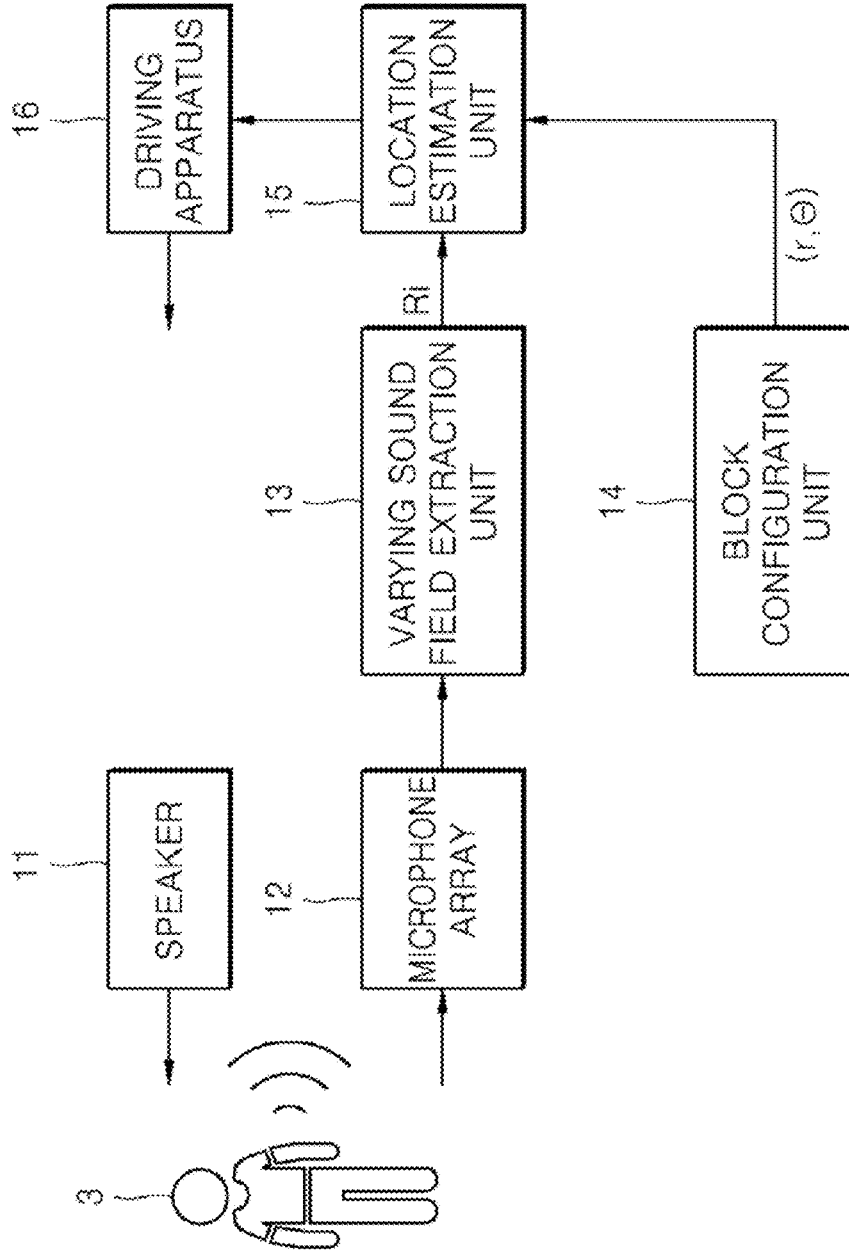 3
11
SPEAKER
12
MICROPHONE
ARRAY
13
VARYING SOUND
FIELD EXTRACTION
UNIT
Ri
14
BLOCK
CONFIGURATION
UNIT
(r,Θ)
15
LOCATION
ESTIMATION
UNIT
16
DRIVING
APPARATUS